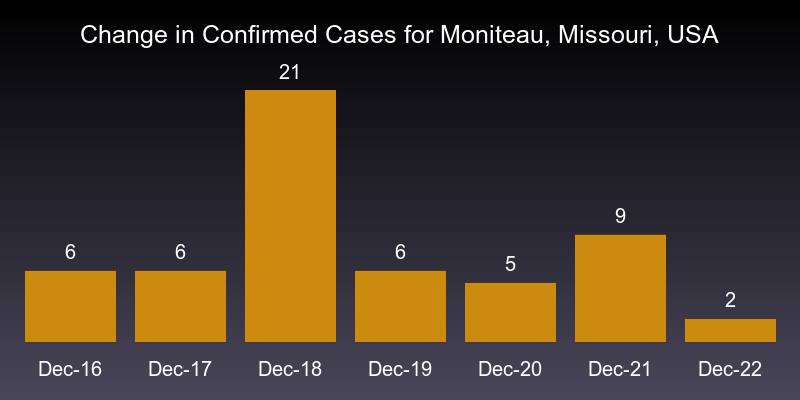 Change in Confirmed Cases for Moniteau, Missouri, USA
21
9
6
6
6
5
2
Dec-16
Dec-17
Dec-18
Dec-19
Dec-20
Dec-21
Dec-22